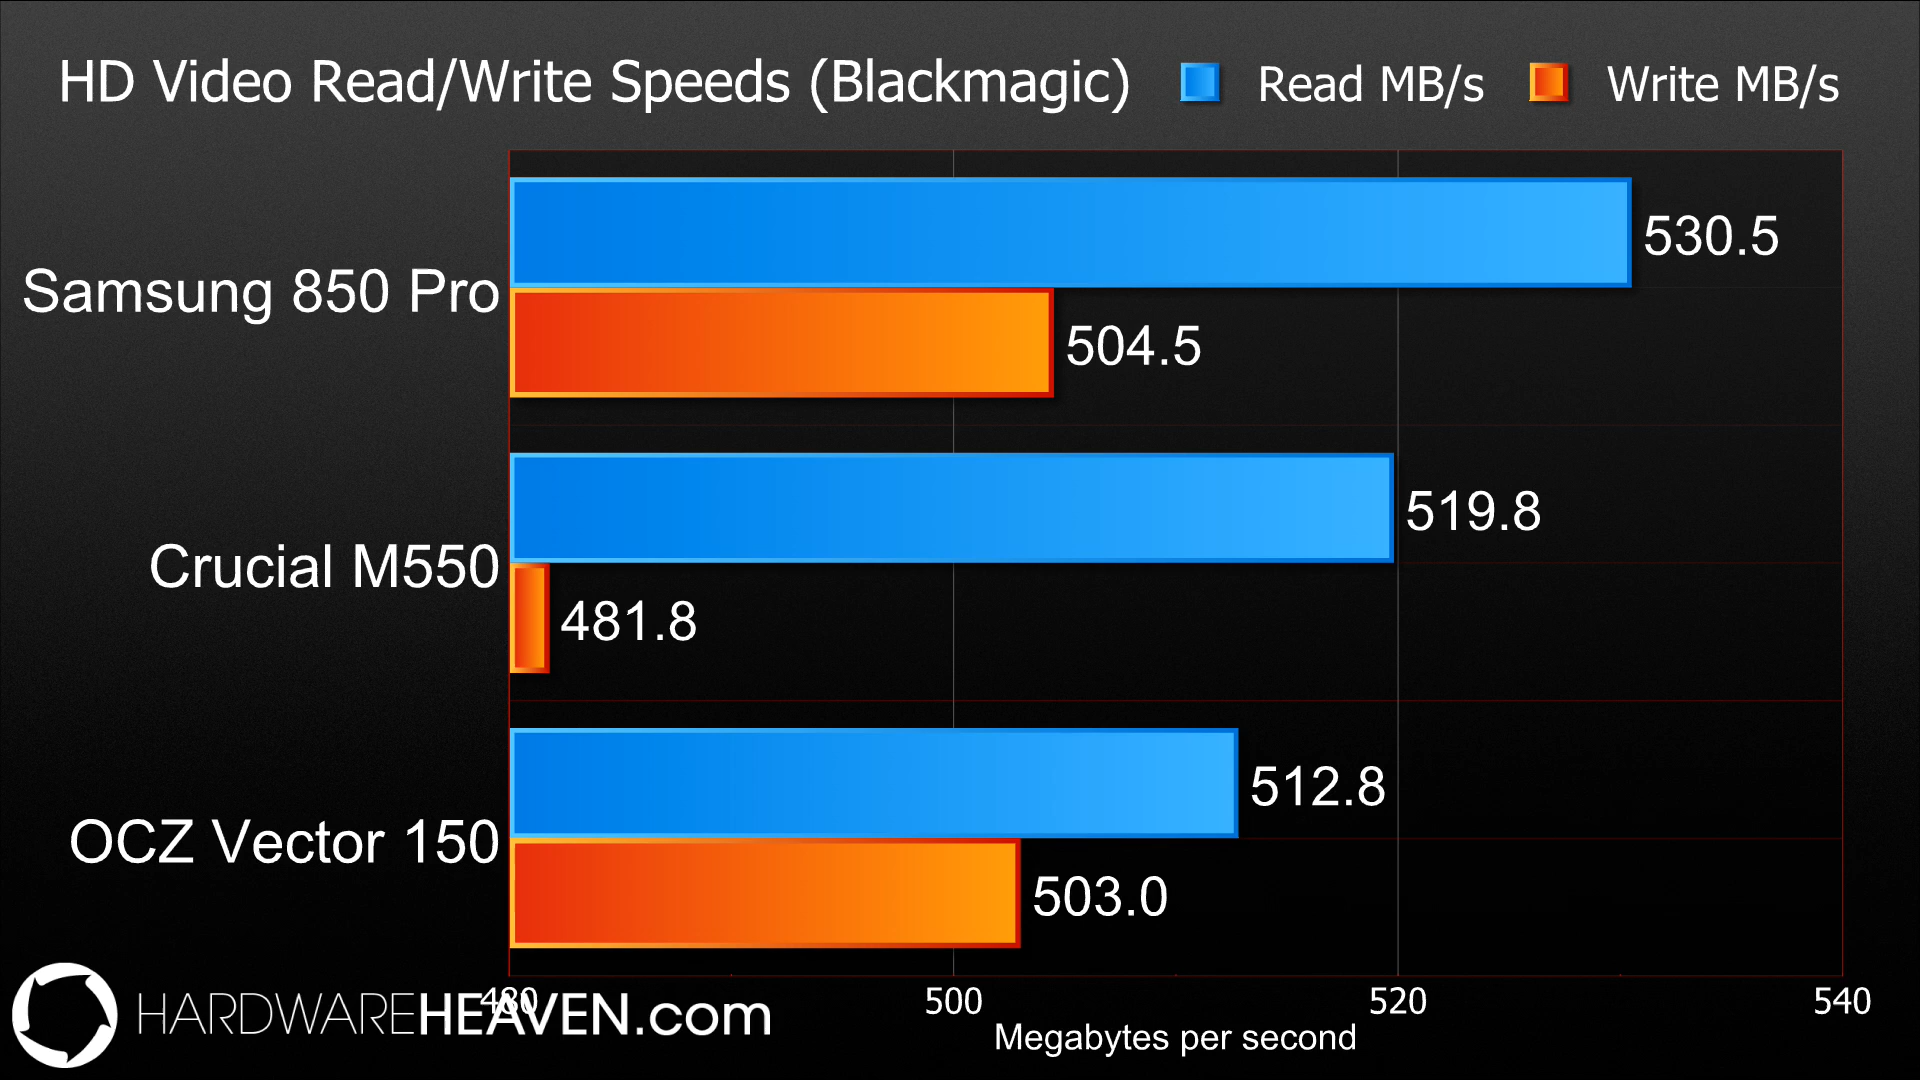 HD Video Read/Write Speeds (Blackmagic) Read MB/s Write MB/s
530.5
Samsung 850 Pro
504.5
519.8
Crucial M550
481.8
512.8
OCZ Vector 150
503.0
480 500 520 540
HARDWAREHEAVEN.com
Megabytes per second